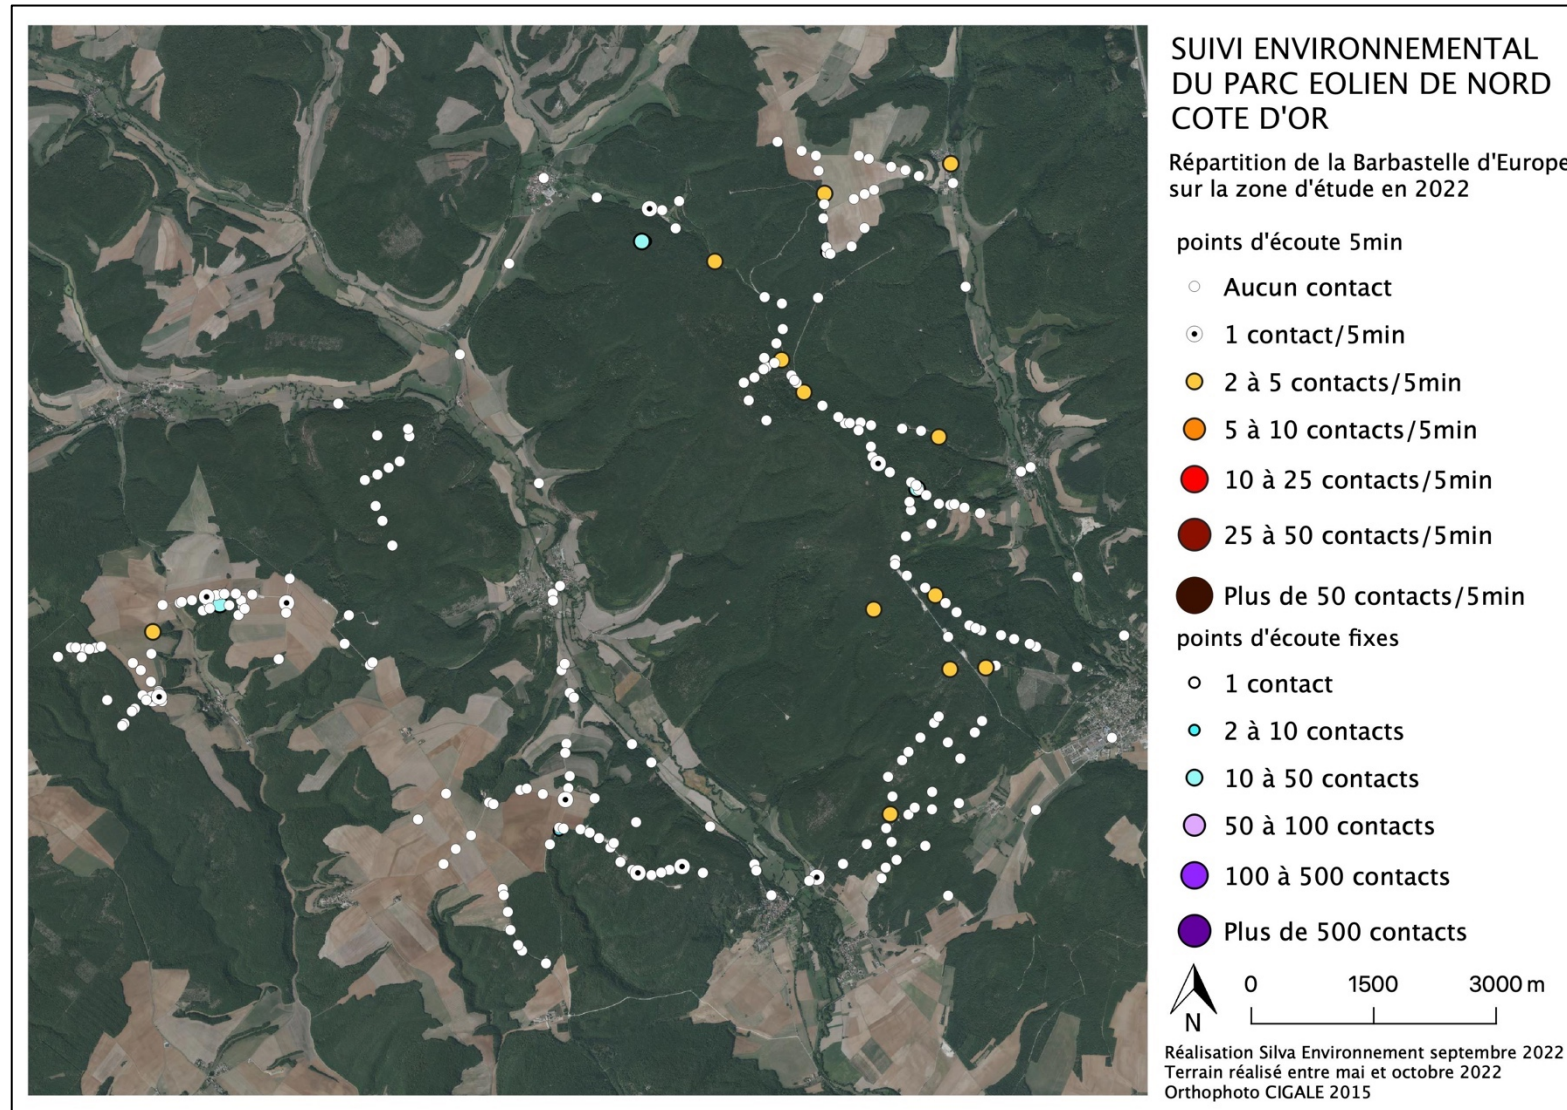 SUIVI ENVIRONNEMENTAL
DU PARC EOLIEN DE NORD
COTE D'OR
Répartition de la Barbastelle d'Europe
sur la zone d'étude en 2022
points d'écoute 5min
Aucun contact
1 contact/5min
2 à 5 contacts/5min
5 à 10 contacts/5min
10 à 25 contacts/5min
25 à 50 contacts/5min
Plus de 50 contacts/5min
points d'écoute fixes
1 contact
2 à 10 contacts
10 à 50 contacts
50 à 100 contacts
100 à 500 contacts
Plus de 500 contacts
N
0 1500 3000 m
Réalisation Silva Environnement septembre 2022
Terrain réalisé entre mai et octobre 2022
Orthophoto CIGALE 2015